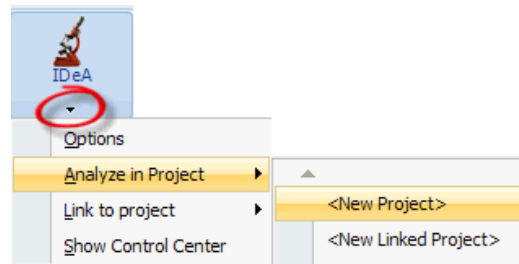 IDeA
Options
Analyze in Project
<New Project>
Link to project
<New Linked Project>
Show Control Center